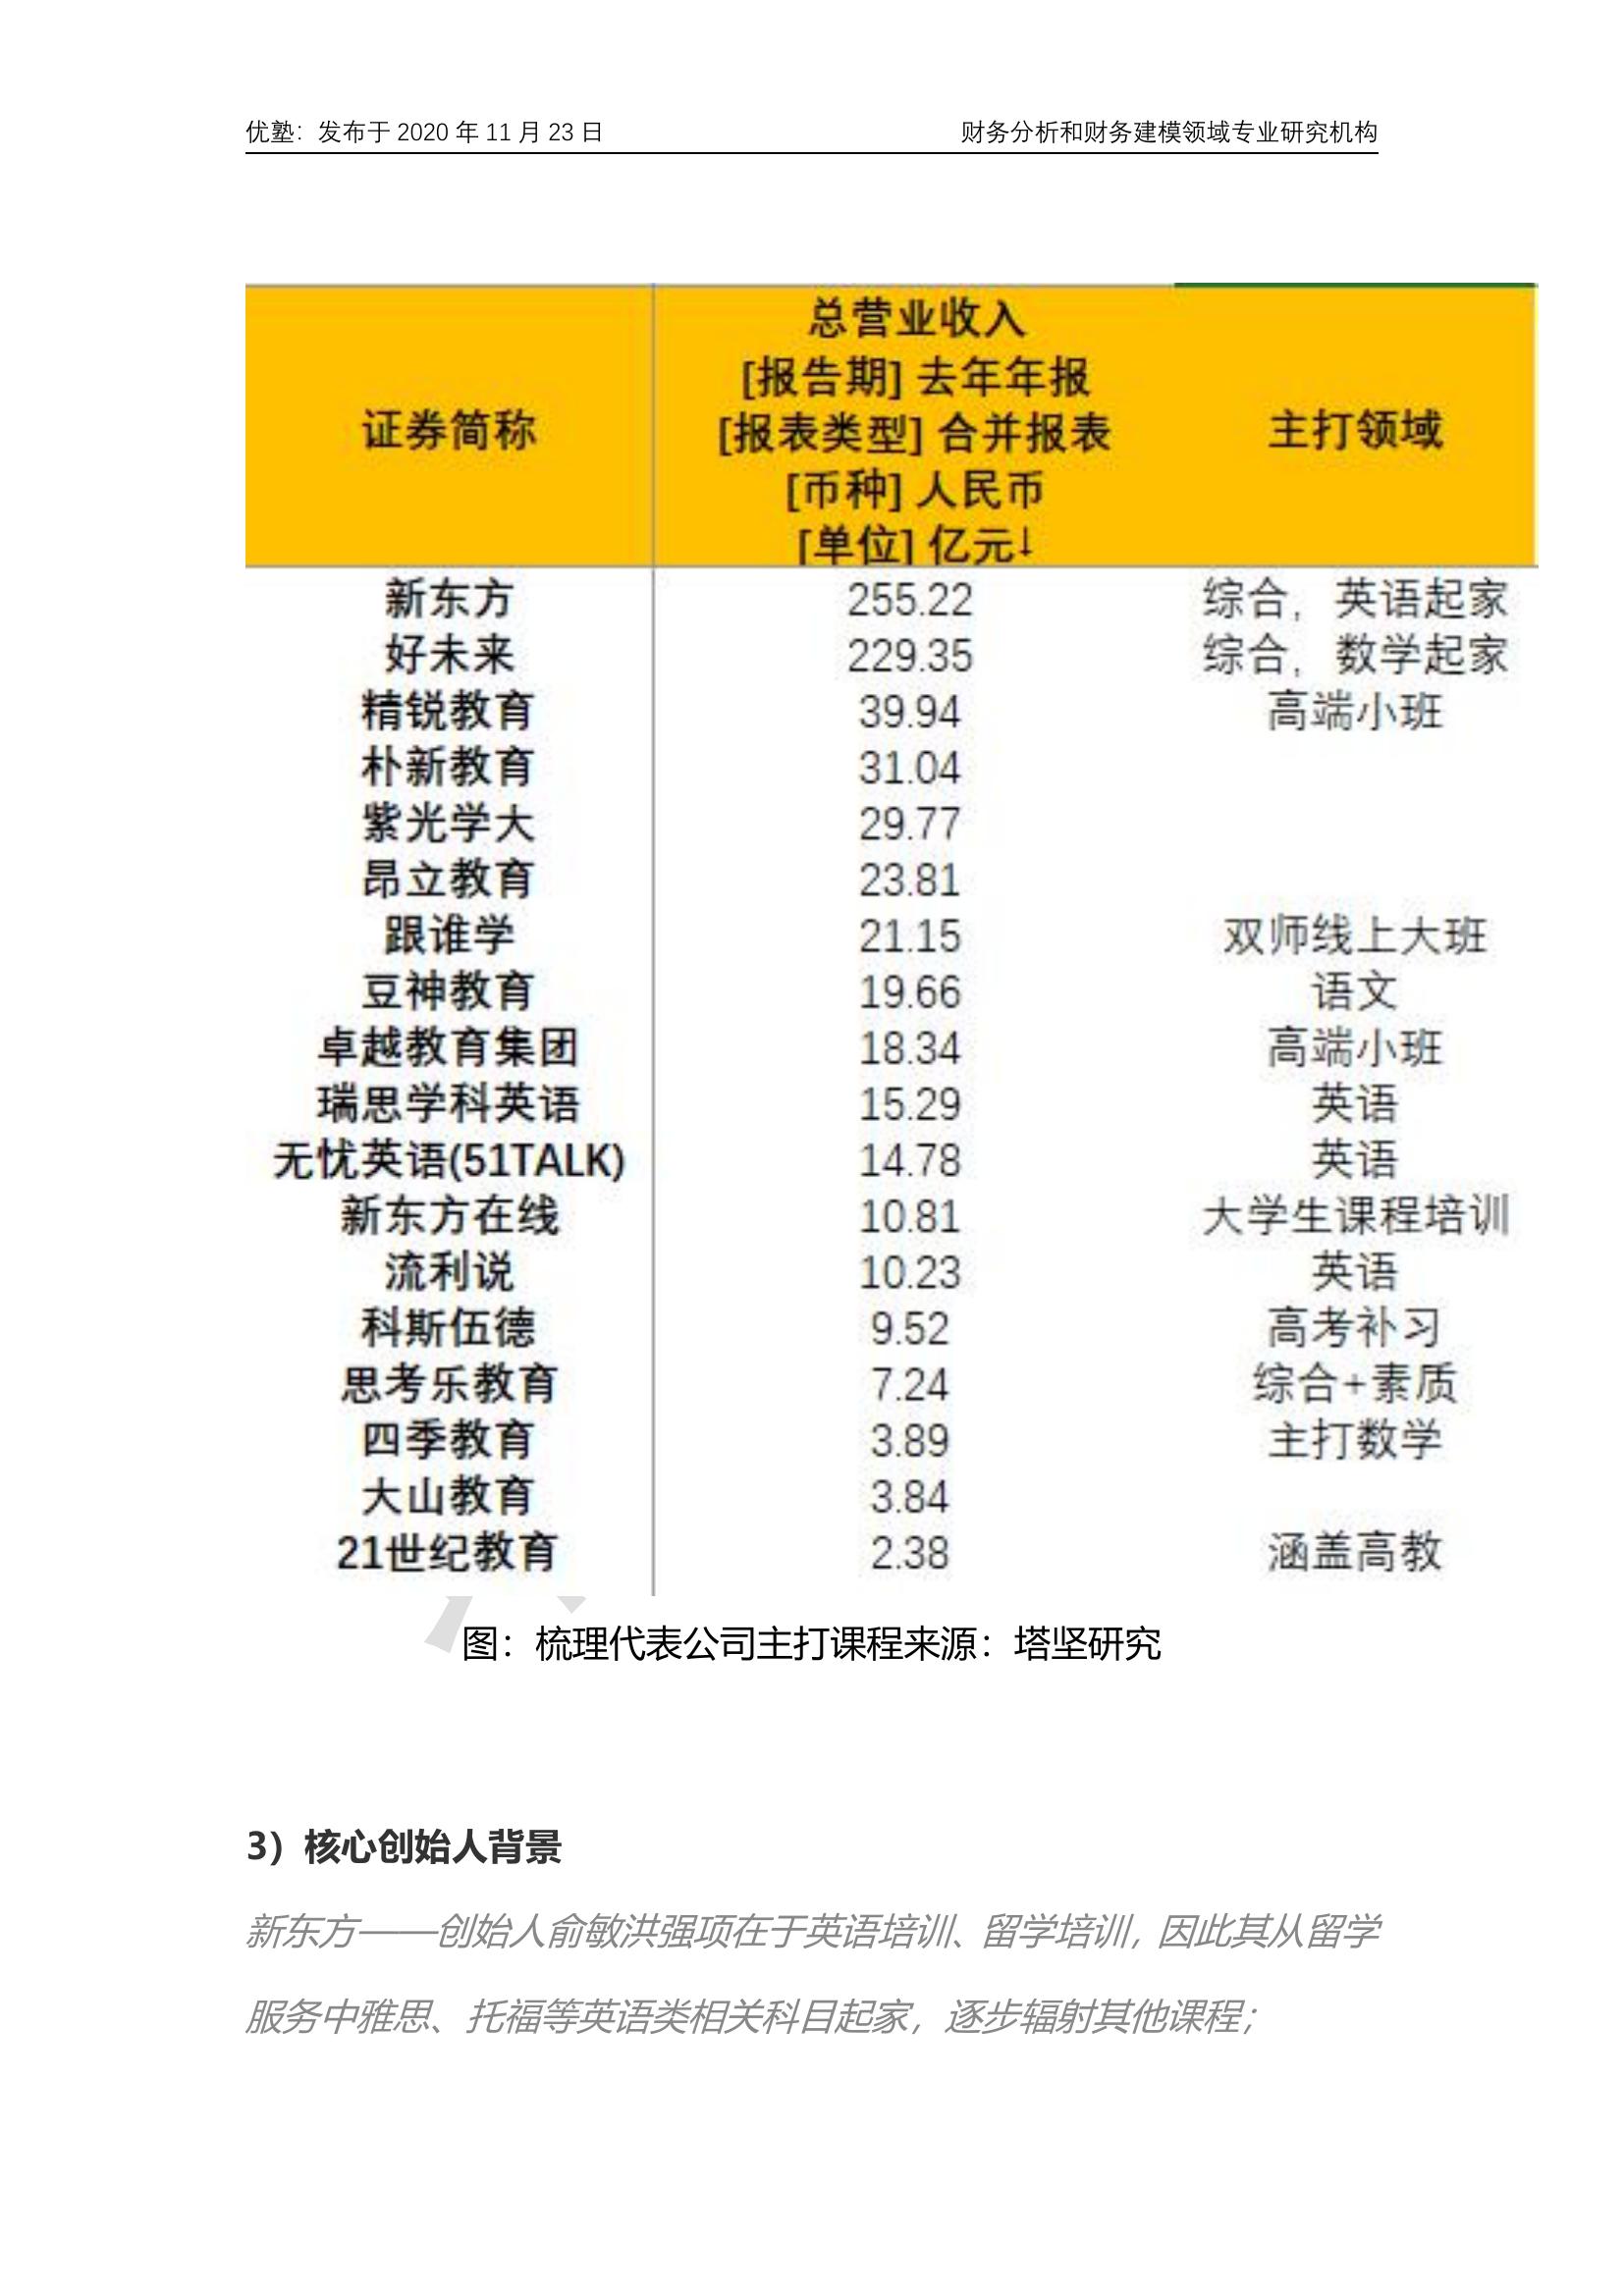 优塾：发布于 2020 年 11 月 23 日 财务分析和财务建模领域专业研究机构
证券简称 总营业收入 [报告期] 去年年报 [报表类型] 合并报表 [币种] 人民币 [单位] 亿元↓ 主打领域
新东方 255.22 综合，英语起家
好未来 229.35 综合，数学起家
精锐教育 39.94 高端小班
朴新教育 31.04
紫光学大 29.77
昂立教育 23.81
跟谁学 21.15 双师线上大班
豆神教育 19.66 语文
卓越教育集团 18.34 高端小班
瑞思学科英语 15.29 英语
无忧英语(51TALK) 14.78 英语
新东方在线 10.81 大学生课程培训
流利说 10.23 英语
科斯伍德 9.52 高考补习
思考乐教育 7.24 综合+素质
四季教育 3.89 主打数学
大山教育 3.84
21世纪教育 2.38 涵盖高教
图：梳理代表公司主打课程来源：塔坚研究
3）核心创始人背景
新东方——创始人俞敏洪强项在于英语培训、留学培训，因此其从留学
服务中雅思、托福等英语类相关科目起家，逐步辐射其他课程；